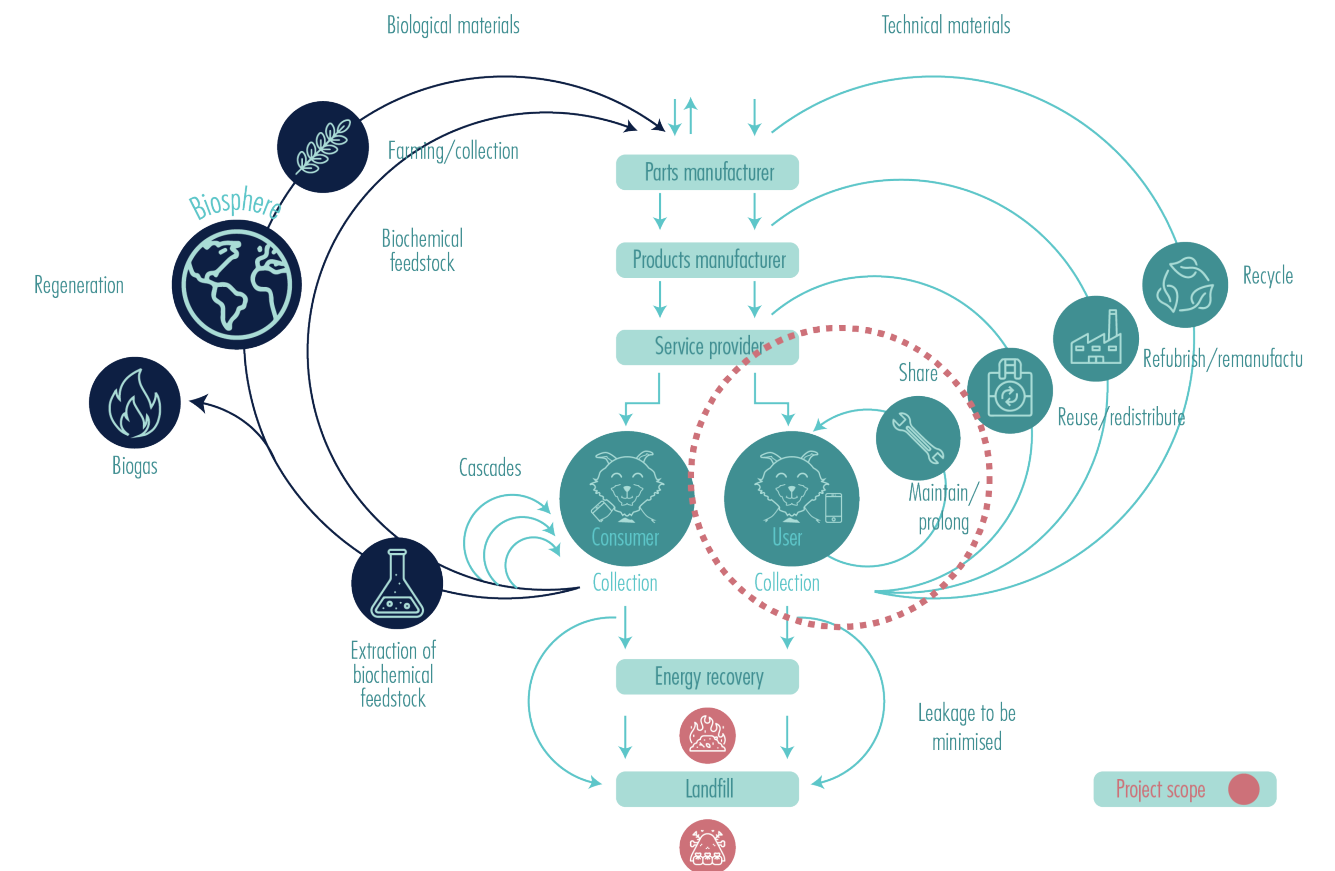 Biological materials
Technical materials
Farming/collection
Parts manufacturer
Biosphere
Biochemical
feedstock
Products manufacturer
Regeneration
Recycle
Service provider
Share
Refubrish/remanufactu
Reuse/redistribute
Biogas
Cascades
Maintain/
prolong
Consumer
User
Collection
Collection
Extraction of
biochemical
feedstock
Energy recovery
Leakage to be
minimised
Landfill
Project scope